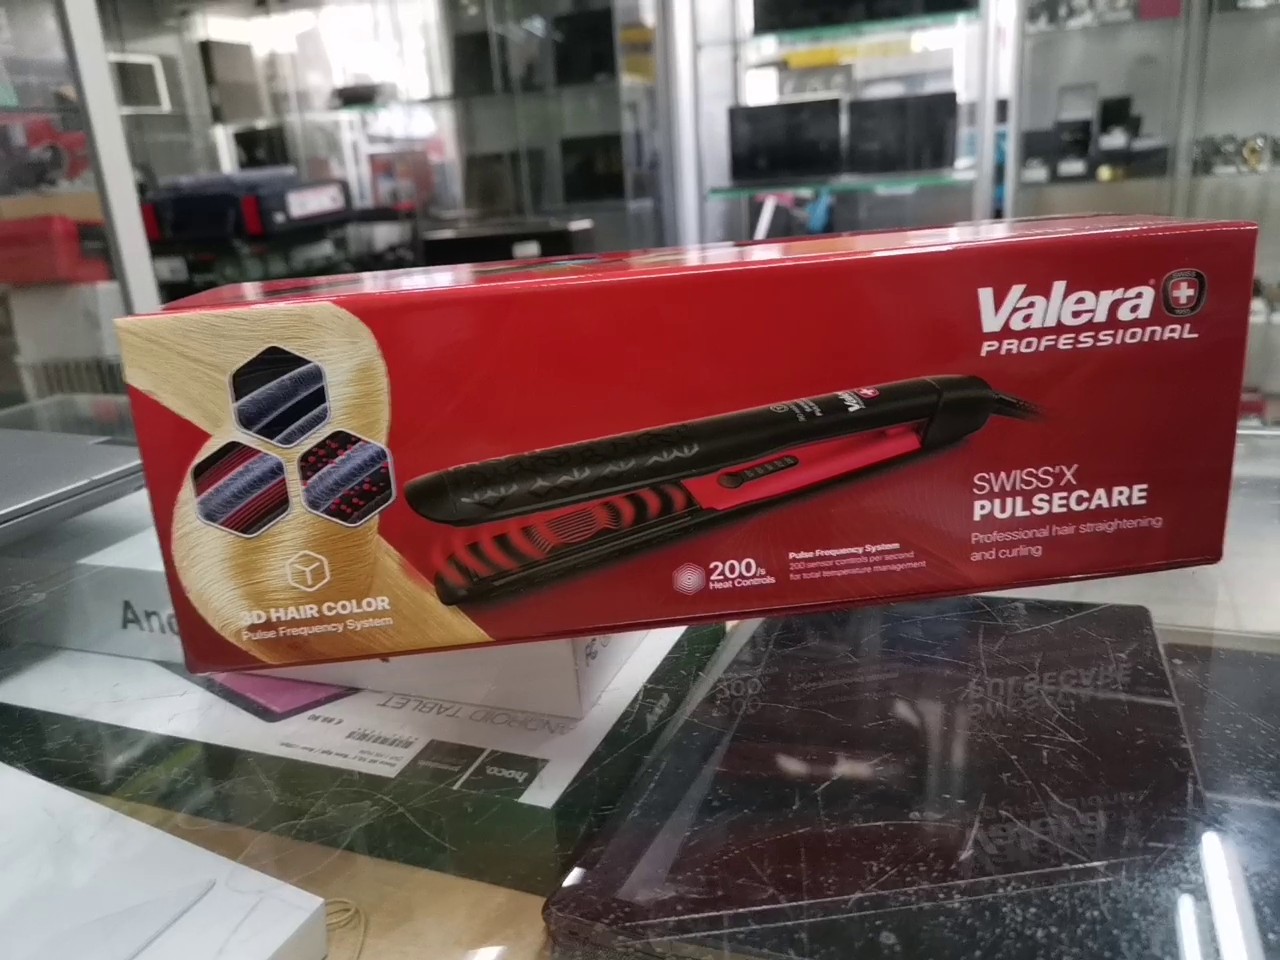 Valera
SWISS
PROFESSIONAL
SWISS'X
PULSECARE
Professional hair straightening
and curling
200/s
Heat Controls
Pulse Frequency System
200 sensor controls per second
for total temperature management
3D HAIR COLOR
Pulse Frequency System
ANDROID TABLET
hoco.